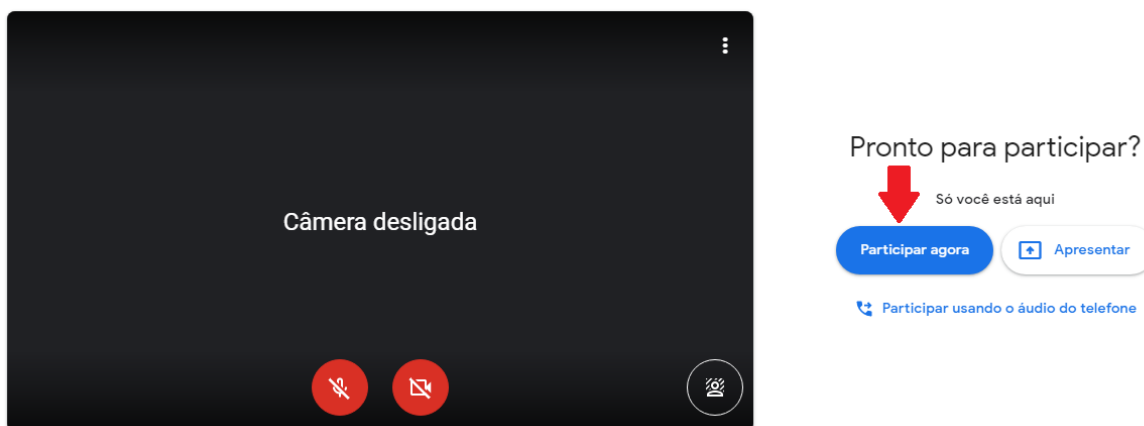 Câmera desligada
Pronto para participar?
Só você está aqui
Participar agora
Apresentar
Participar usando o áudio do telefone